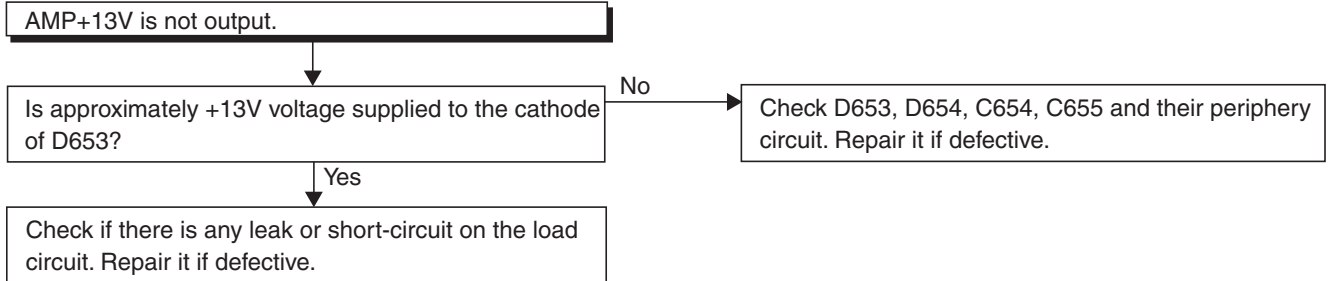 AMP+13V is not output.
Is approximately +13V voltage supplied to the cathode
of D653?
No
Check D653, D654, C654, C655 and their periphery
circuit. Repair it if defective.
Yes
Check if there is any leak or short-circuit on the load
circuit. Repair it if defective.